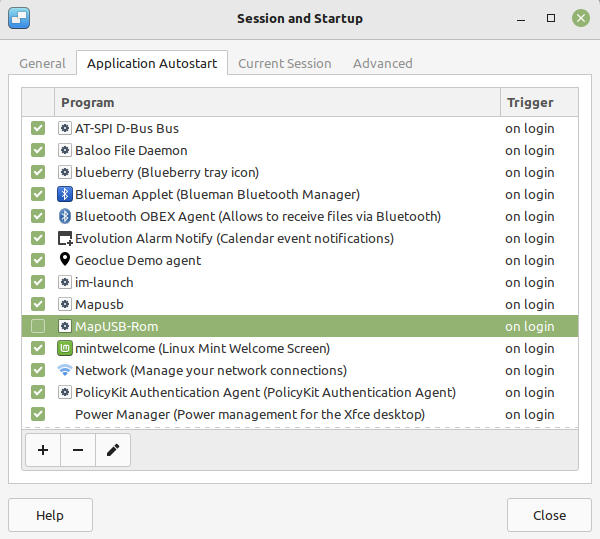 Session and Startup
General Application Autostart Current Session Advanced
Program Trigger
AT-SPI D-Bus Bus on login
Baloo File Daemon on login
blueberry (Blueberry tray icon) on login
Blueman Applet (Blueman Bluetooth Manager) on login
Bluetooth OBEX Agent (Allows to receive files via Bluetooth) on login
Evolution Alarm Notify (Calendar event notifications) on login
Geoclue Demo agent on login
im-launch on login
Mapusb on login
MapUSB-Rom on login
mintwelcome (Linux Mint Welcome Screen) on login
Network (Manage your network connections) on login
PolicyKit Authentication Agent (PolicyKit Authentication Agent) on login
Power Manager (Power management for the Xfce desktop) on login
Help Close